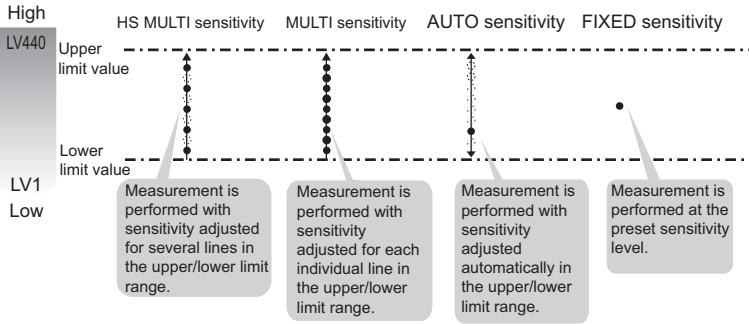 High
HS MULTI sensitivity
MULTI sensitivity
AUTO sensitivity
FIXED sensitivity
LV440
Upper
limit value
Lower
limit value
LV1
Low
Measurement is
performed with
sensitivity adjusted
for several lines in
the upper/lower limit
range.
Measurement is
performed with
sensitivity
adjusted for each
individual line in
the upper/lower
limit range.
Measurement is
performed with
sensitivity
adjusted
automatically in
the upper/lower
limit range.
Measurement is
performed at the
preset sensitivity
level.